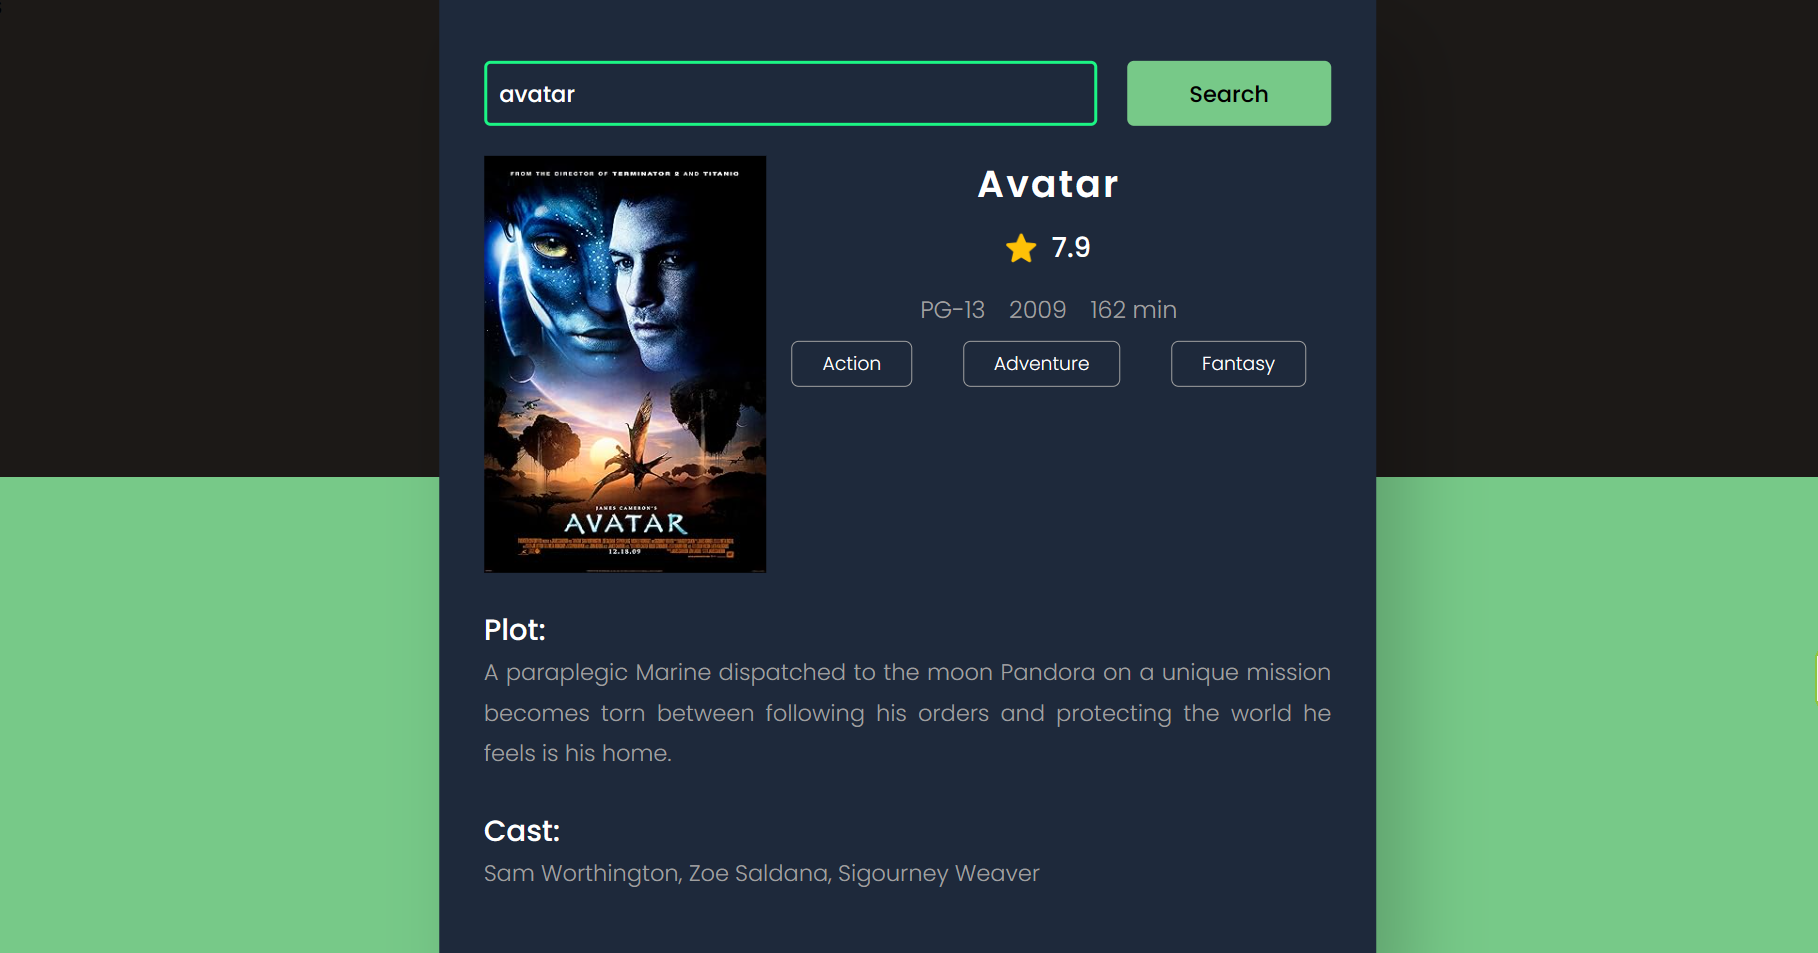 avatar
Search
FROM THE DIRECTOR OF TERMINATOR 2 AND TITANIC
JAMES CAMERON'S
AVATAR
12.18.09
Avatar
7.9
PG-13 2009 162 min
Action Adventure Fantasy
Plot:
A paraplegic Marine dispatched to the moon Pandora on a unique mission
becomes torn between following his orders and protecting the world he
feels is his home.
Cast:
Sam Worthington, Zoe Saldana, Sigourney Weaver